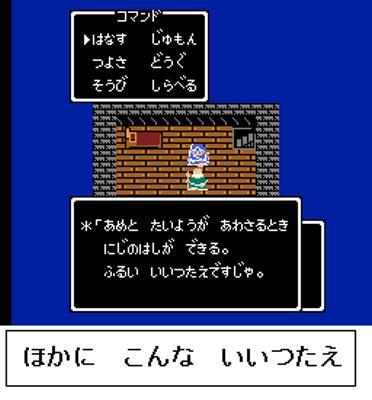 コマンド
▶はなす じゅもん
つよさ どうぐ
そうび しらべる
*「あめと たいようが あわさるとき
にじのはしが できる。
ふるい いいつたえですじゃ。
ほかに こんな いいつたえ